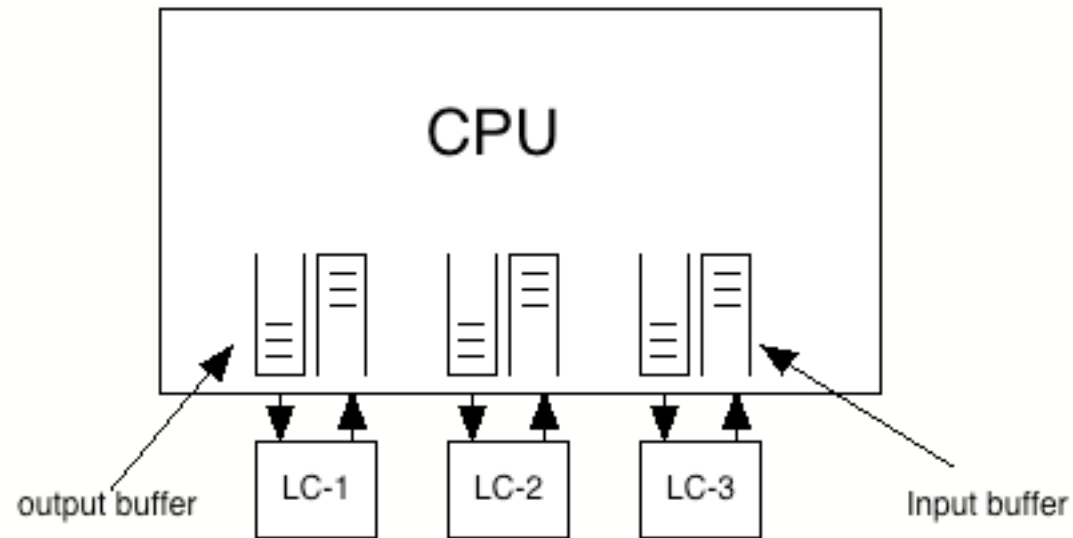 CPU
LC-1
LC-2
LC-3
output buffer
Input buffer